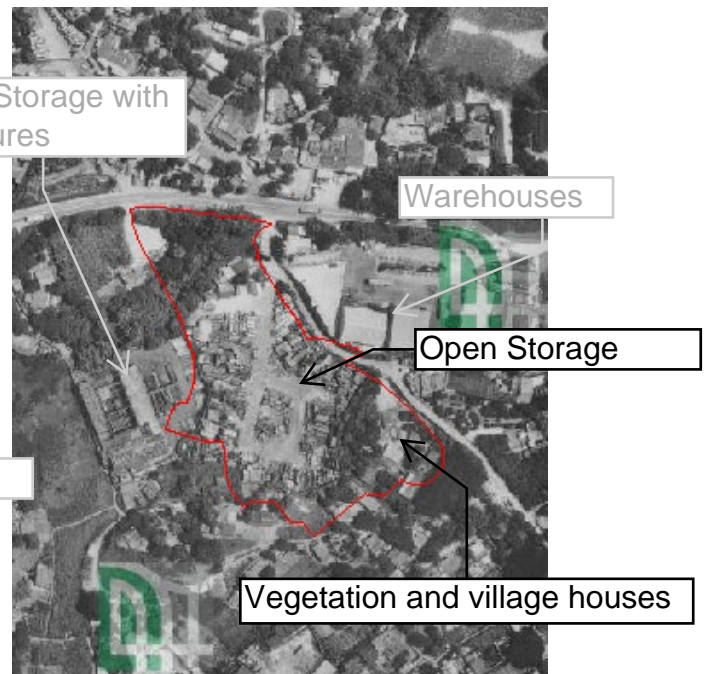 Storage with
ures
Warehouses
Open Storage
Vegetation and village houses